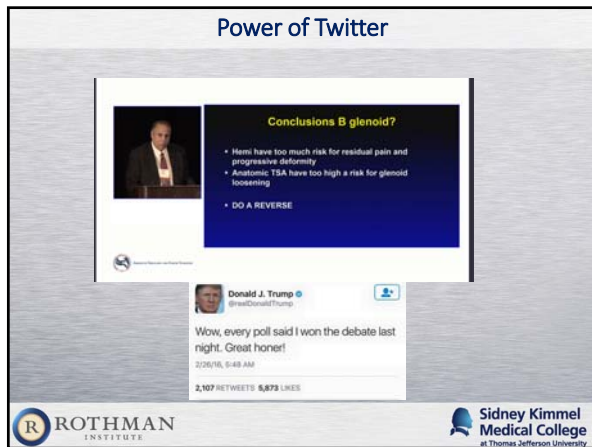 Power of Twitter
Conclusions B glenoid?
• Hemi have too much risk for residual pain and
progressive deformity
• Anatomic TSA have too high a risk for glenoid
loosening
• DO A REVERSE
Donald J. Trump
@realDonaldTrump
Wow, every poll said I won the debate last
night. Great honer!
2/26/16, 6:48 AM
2,107 RETWEETS 5,873 LIKES
R ROTHMAN
INSTITUTE
Sidney Kimmel
Medical College
at Thomas Jefferson University